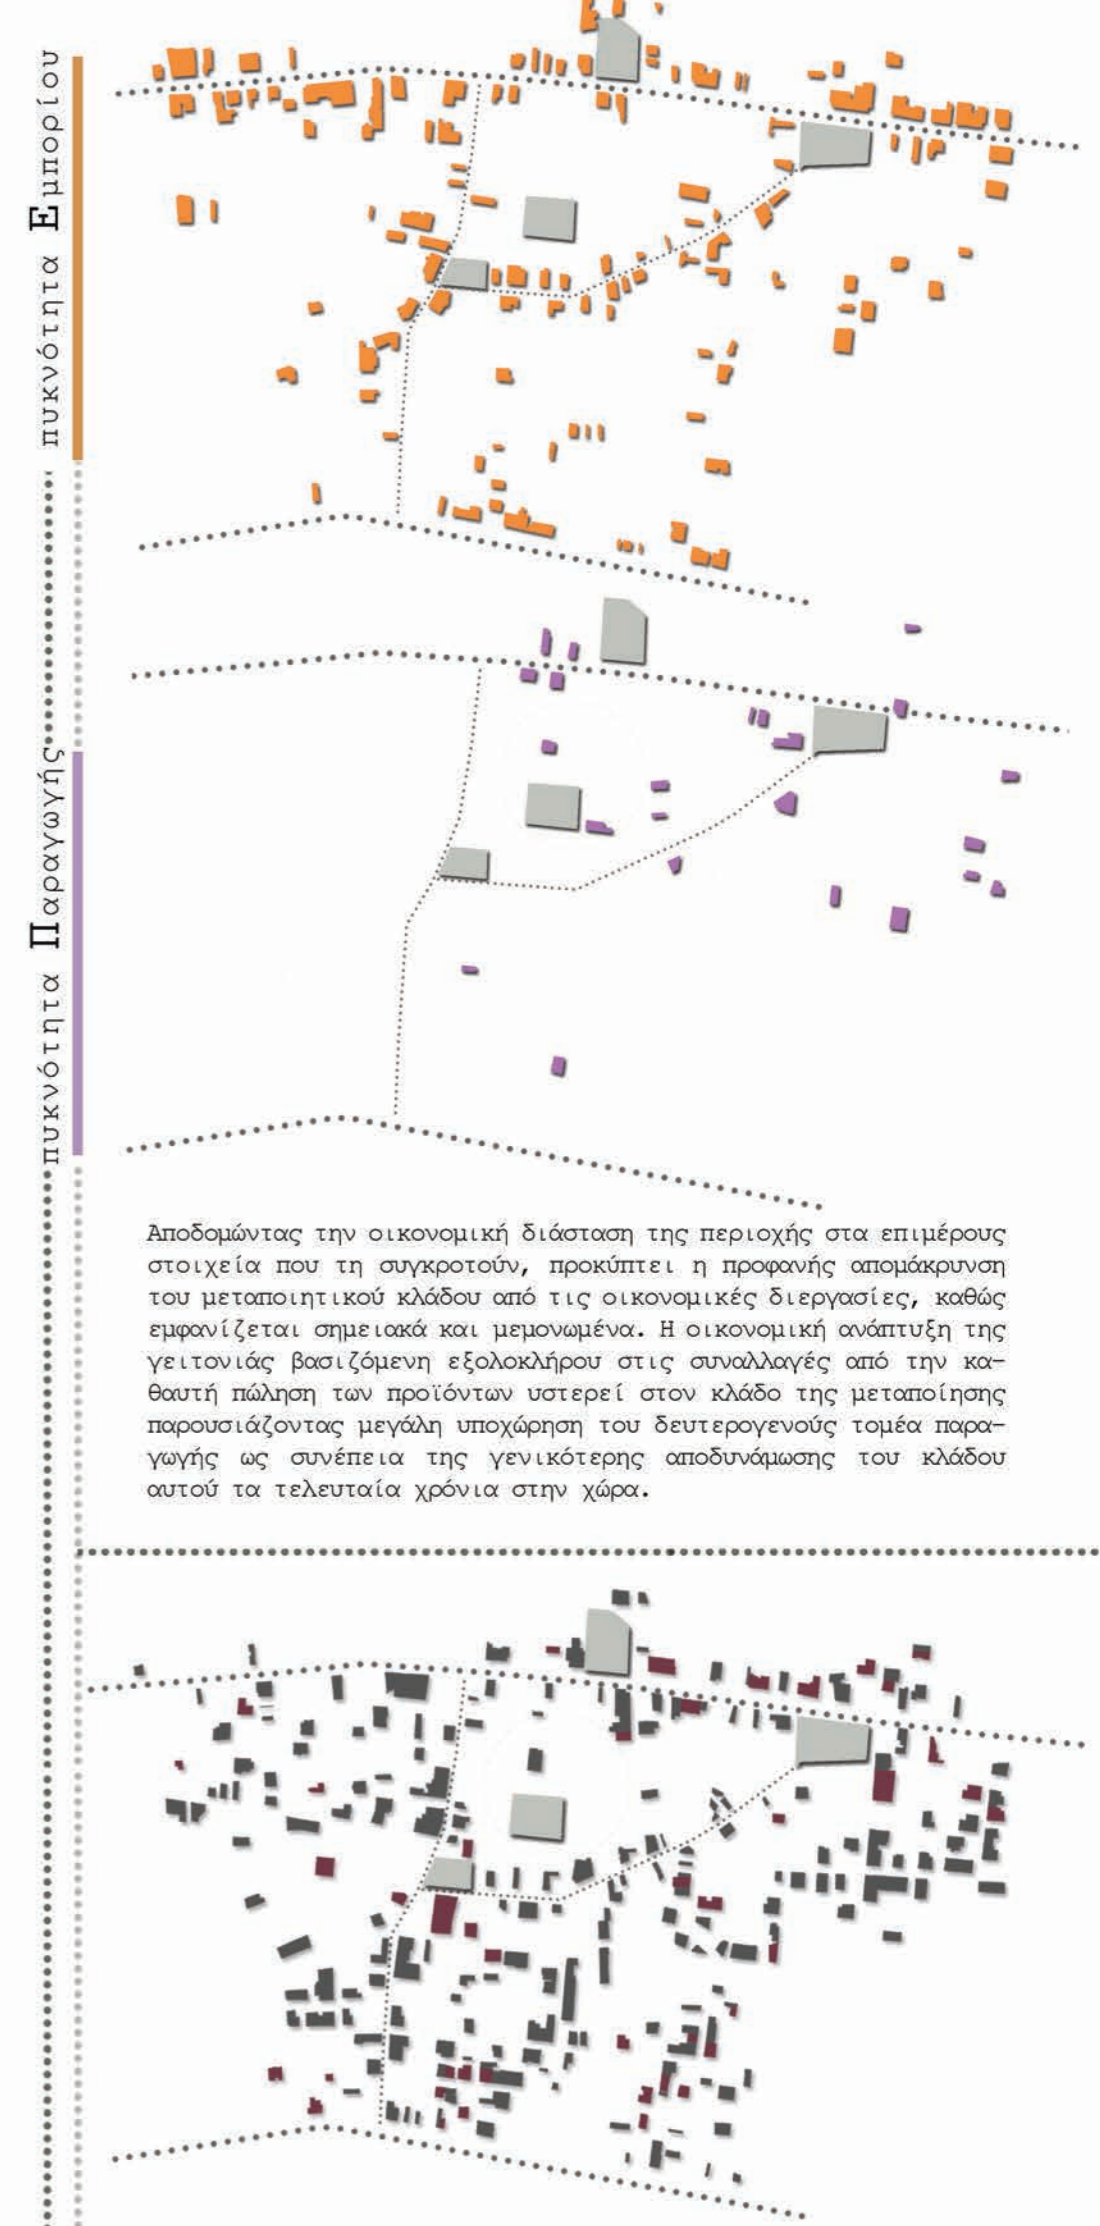 πυκνότητα Εμπορίου
πυκνότητα Παραγωγής
Αποδομώντας την οικονομική διάσταση της περιοχής στα επιμέρους
στοιχεία που τη συγκροτούν, προκύπτει η προφανής απομάκρυνση
του μεταποιητικού κλάδου από τις οικονομικές διεργασίες, καθώς
εμφανίζεται σημειακά και μεμονωμένα. Η οικονομική ανάπτυξη της
γειτονιάς βασιζόμενη εξολοκλήρου στις συναλλαγές από την κα-
θαυτή πώληση των προϊόντων υστερεί στον κλάδο της μεταποίησης
παρουσιάζοντας μεγάλη υποχώρηση του δευτερογενούς τομέα παρα-
γωγής ως συνέπεια της γενικότερης αποδυνάμωσης του κλάδου
αυτού τα τελευταία χρόνια στην χώρα.